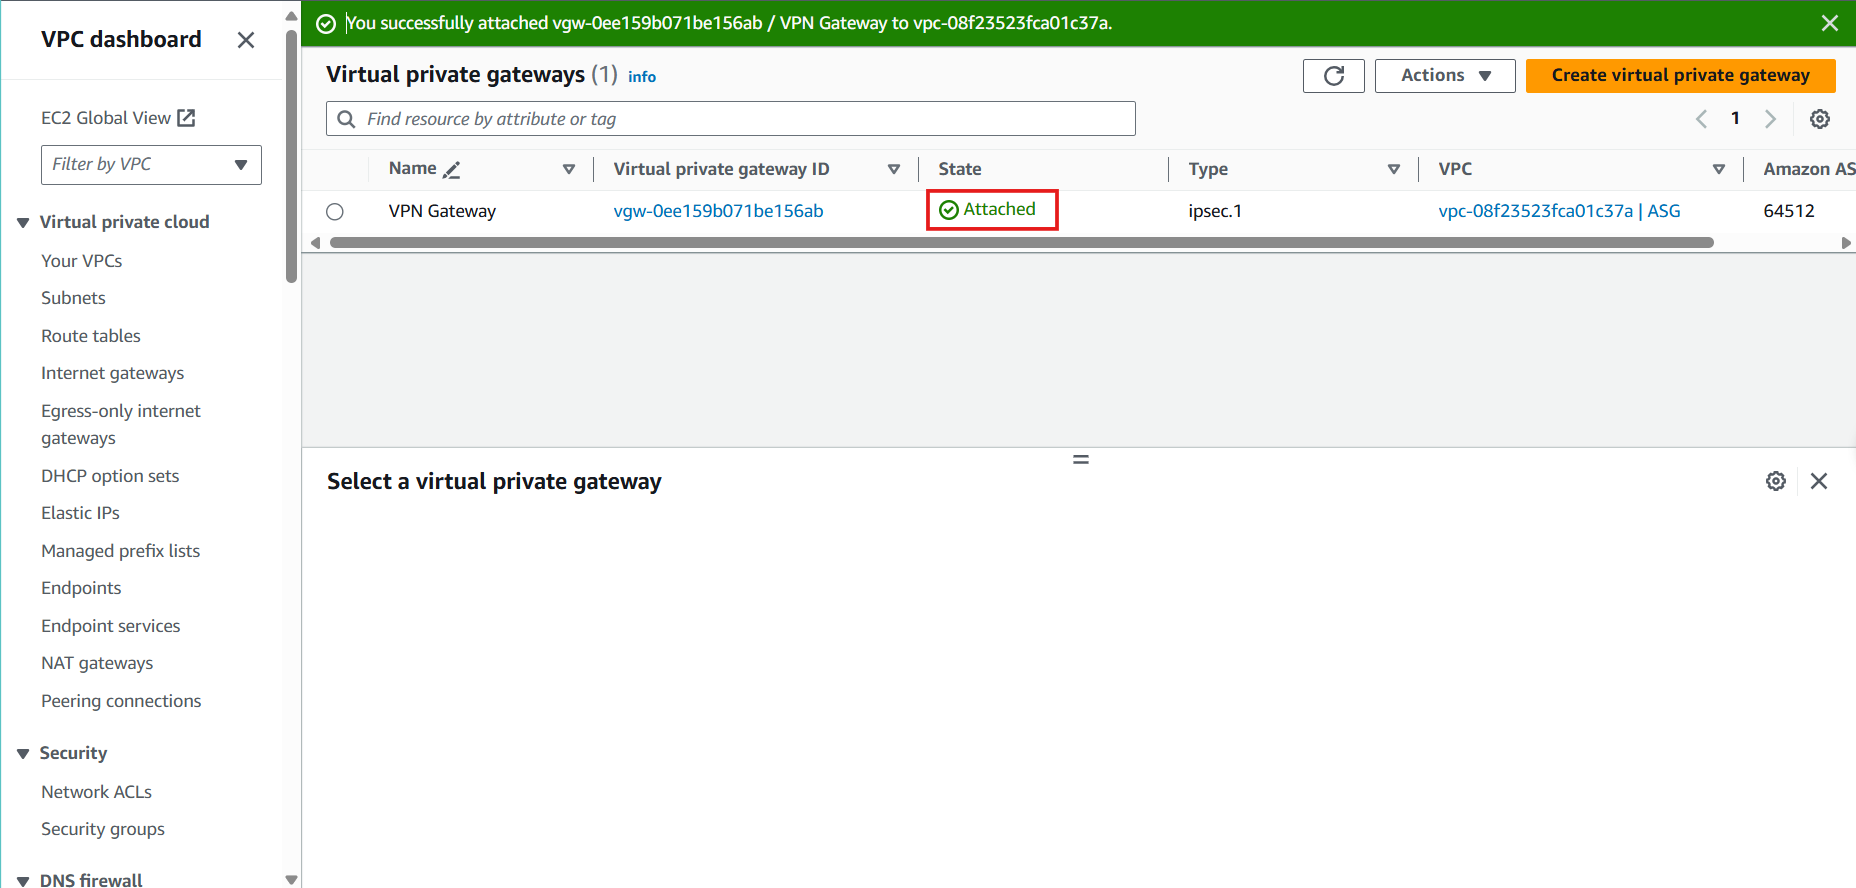 VPC dashboard
EC2 Global View
Filter by VPC
Virtual private cloud
Your VPCs
Subnets
Route tables
Internet gateways
Egress-only internet
gateways
DHCP option sets
Elastic IPs
Managed prefix lists
Endpoints
Endpoint services
NAT gateways
Peering connections
Security
Network ACLs
Security groups
DNS firewall
You successfully attached vgw-0ee159b071be156ab / VPN Gateway to vpc-08f23523fca01c37a.
Virtual private gateways (1) info
Actions
Create virtual private gateway
Find resource by attribute or tag
1
Name Virtual private gateway ID State Type VPC Amazon AS
VPN Gateway vgw-0ee159b071be156ab Attached ipsec.1 vpc-08f23523fca01c37a | ASG 64512
Select a virtual private gateway